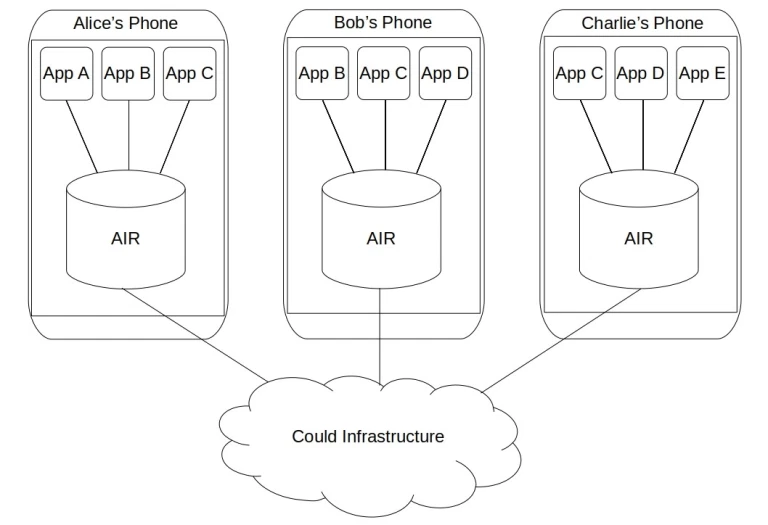 Alice's Phone
Bob's Phone
Charlie's Phone
App A App B App C
App B App C App D
App C App D App E
AIR
AIR
AIR
Could Infrastructure